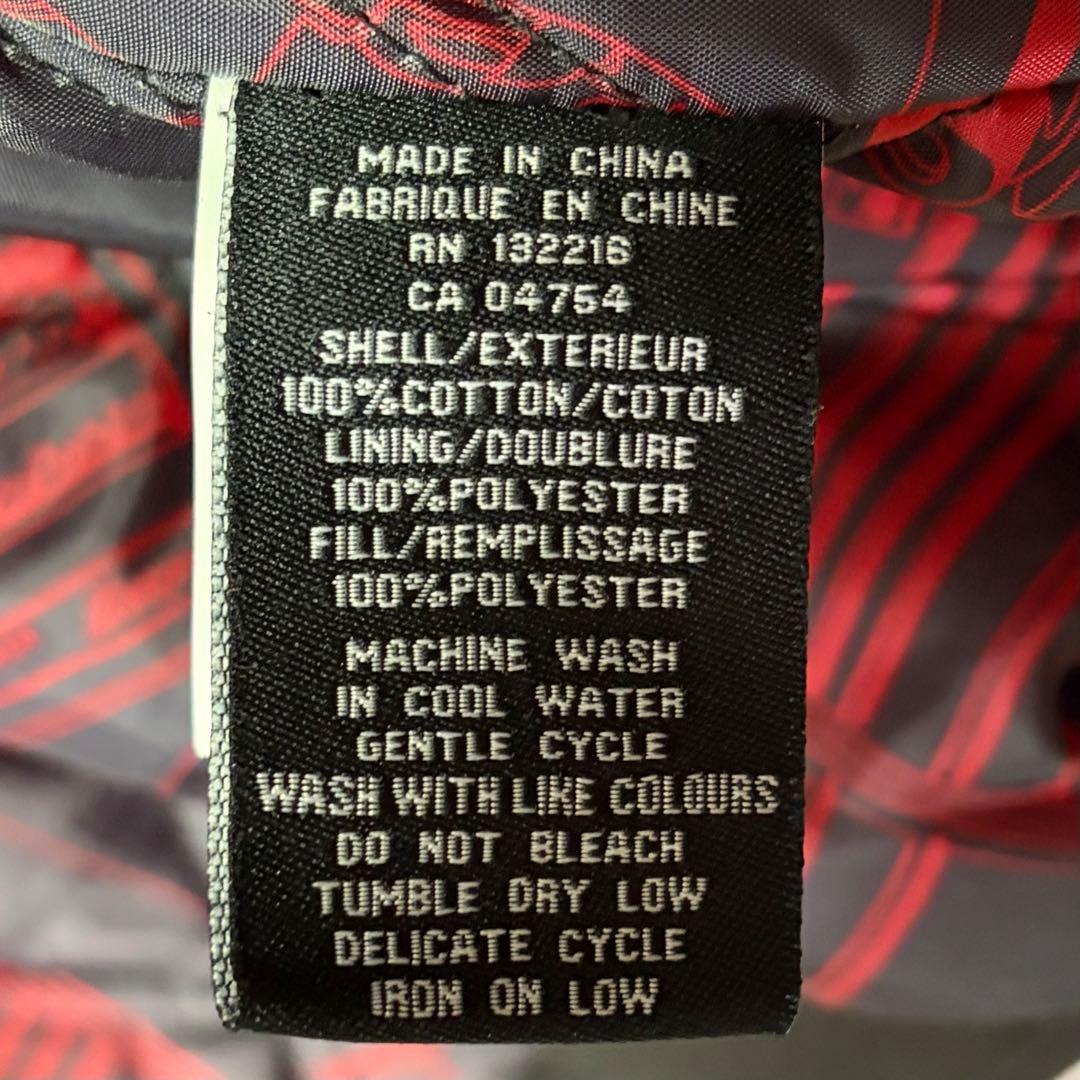 MADE IN CHINA
FABRIQUE EN CHINE
RN 132216
CA 04754
SHELL/EXTERIEUR
100%COTTON/COTON
LINING/DOUBLURE
100%POLYESTER
FILL/REMPLISSAGE
100%POLYESTER
MACHINE WASH
IN COOL WATER
GENTLE CYCLE
WASH WITH LIKE COLOURS
DO NOT BLEACH
TUMBLE DRY LOW
DELICATE CYCLE
IRON ON LOW